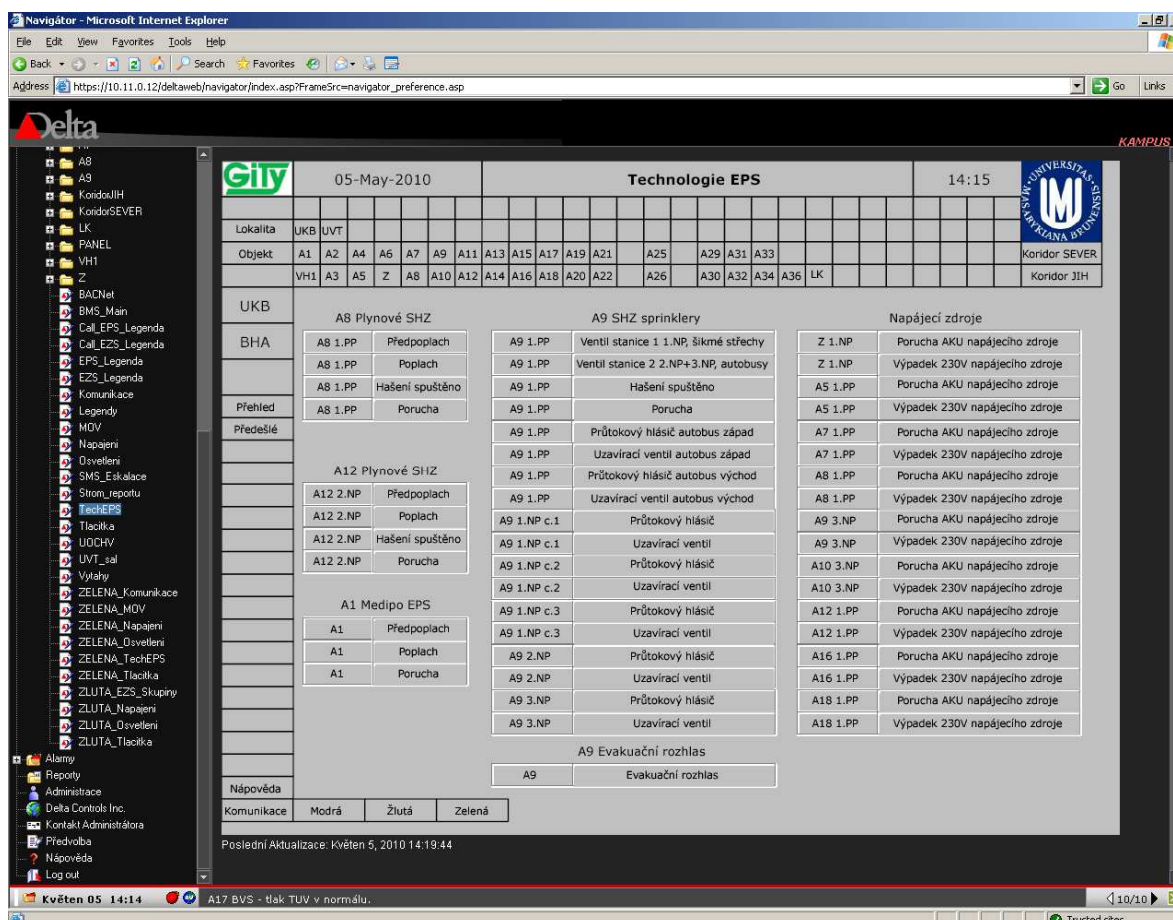 Navigátor - Microsoft Internet Explorer
File Edit View Favorites Tools Help
Back Search Favorites
Address https://10.11.0.12/deltaweb/navigator/index.asp?FrameSrc=navigator_preference.asp Go Links
Delta
KAMPUS
A8
A9
KoridorJIH
KoridorSEVER
LK
PANEL
VH1
Z
BACNet
BMS_Main
Call_EPS_Legenda
Call_EZS_Legenda
EPS_Legenda
EZS_Legenda
Komunikace
Legendy
MOV
Napajeni
Osvetleni
SMS_Eskalace
Strom_reportu
TechEPS
Tlacitka
UOCHV
UVT_sal
Vytahy
ZELENA_Komunikace
ZELENA_MOV
ZELENA_Napajeni
ZELENA_Osvetleni
ZELENA_TechEPS
ZELENA_Tlacitka
ZLUTA_EZS_Skupiny
ZLUTA_Napajeni
ZLUTA_Osvetleni
ZLUTA_Tlacitka
Alarmy
Reporty
Administrace
Delta Controls Inc.
Kontakt Administrátora
Předvolba
Nápověda
Log out
GiTy 05-May-2010 Technologie EPS 14:15
Lokalita UKB UVT
Objekt A1 A2 A4 A6 A7 A9 A11 A13 A15 A17 A19 A21 A25 A29 A31 A33 Koridor SEVER
VH1 A3 A5 Z A8 A10 A12 A14 A16 A18 A20 A22 A26 A30 A32 A34 A36 LK Koridor JIH
UKB
BHA
Přehled
Předešlé
Nápověda
Komunikace Modrá Žlutá Zelená
A8 Plynové SHZ
A8 1.PP Předpoplach
A8 1.PP Poplach
A8 1.PP Hašení spuštěno
A8 1.PP Porucha
A12 Plynové SHZ
A12 2.NP Předpoplach
A12 2.NP Poplach
A12 2.NP Hašení spuštěno
A12 2.NP Porucha
A1 Medipo EPS
A1 Předpoplach
A1 Poplach
A1 Porucha
A9 SHZ sprinklery
A9 1.PP Ventil stanice 1 1.NP, šikmé střechy
A9 1.PP Ventil stanice 2 2.NP+3.NP, autobusy
A9 1.PP Hašení spuštěno
A9 1.PP Porucha
A9 1.PP Průtokový hlásič autobus západ
A9 1.PP Uzavírací ventil autobus západ
A9 1.PP Průtokový hlásič autobus východ
A9 1.PP Uzavírací ventil autobus východ
A9 1.NP c.1 Průtokový hlásič
A9 1.NP c.1 Uzavírací ventil
A9 1.NP c.2 Průtokový hlásič
A9 1.NP c.2 Uzavírací ventil
A9 1.NP c.3 Průtokový hlásič
A9 1.NP c.3 Uzavírací ventil
A9 2.NP Průtokový hlásič
A9 2.NP Uzavírací ventil
A9 3.NP Průtokový hlásič
A9 3.NP Uzavírací ventil
A9 Evakuační rozhlas
A9 Evakuační rozhlas
Napájecí zdroje
Z 1.NP Porucha AKU napájecího zdroje
Z 1.NP Výpadek 230V napájecího zdroje
A5 1.PP Porucha AKU napájecího zdroje
A5 1.PP Výpadek 230V napájecího zdroje
A7 1.PP Porucha AKU napájecího zdroje
A7 1.PP Výpadek 230V napájecího zdroje
A8 1.PP Porucha AKU napájecího zdroje
A8 1.PP Výpadek 230V napájecího zdroje
A9 3.NP Porucha AKU napájecího zdroje
A9 3.NP Výpadek 230V napájecího zdroje
A10 3.NP Porucha AKU napájecího zdroje
A10 3.NP Výpadek 230V napájecího zdroje
A12 1.PP Porucha AKU napájecího zdroje
A12 1.PP Výpadek 230V napájecího zdroje
A16 1.PP Porucha AKU napájecího zdroje
A16 1.PP Výpadek 230V napájecího zdroje
A18 1.PP Porucha AKU napájecího zdroje
A18 1.PP Výpadek 230V napájecího zdroje
Poslední Aktualizace: Květen 5, 2010 14:19:44
Květen 05 14:14 A17 BVS - tlak TUV v normálu. 10/10
Trusted sites